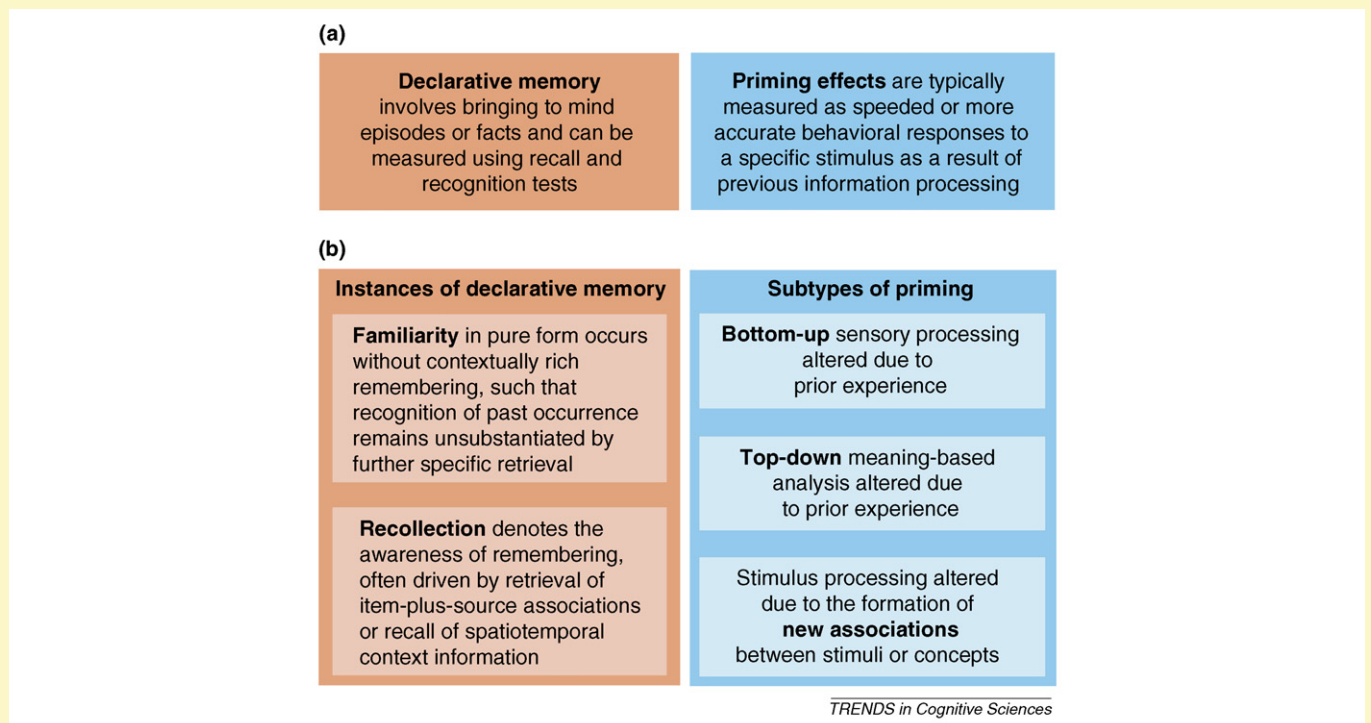 (a)
Declarative memory
involves bringing to mind
episodes or facts and can be
measured using recall and
recognition tests
Priming effects are typically
measured as speeded or more
accurate behavioral responses to
a specific stimulus as a result of
previous information processing
(b)
Instances of declarative memory
Familiarity in pure form occurs
without contextually rich
remembering, such that
recognition of past occurrence
remains unsubstantiated by
further specific retrieval
Recollection denotes the
awareness of remembering,
often driven by retrieval of
item-plus-source associations
or recall of spatiotemporal
context information
Subtypes of priming
Bottom-up sensory processing
altered due to
prior experience
Top-down meaning-based
analysis altered due
to prior experience
Stimulus processing altered
due to the formation of
new associations
between stimuli or concepts
TRENDS in Cognitive Sciences